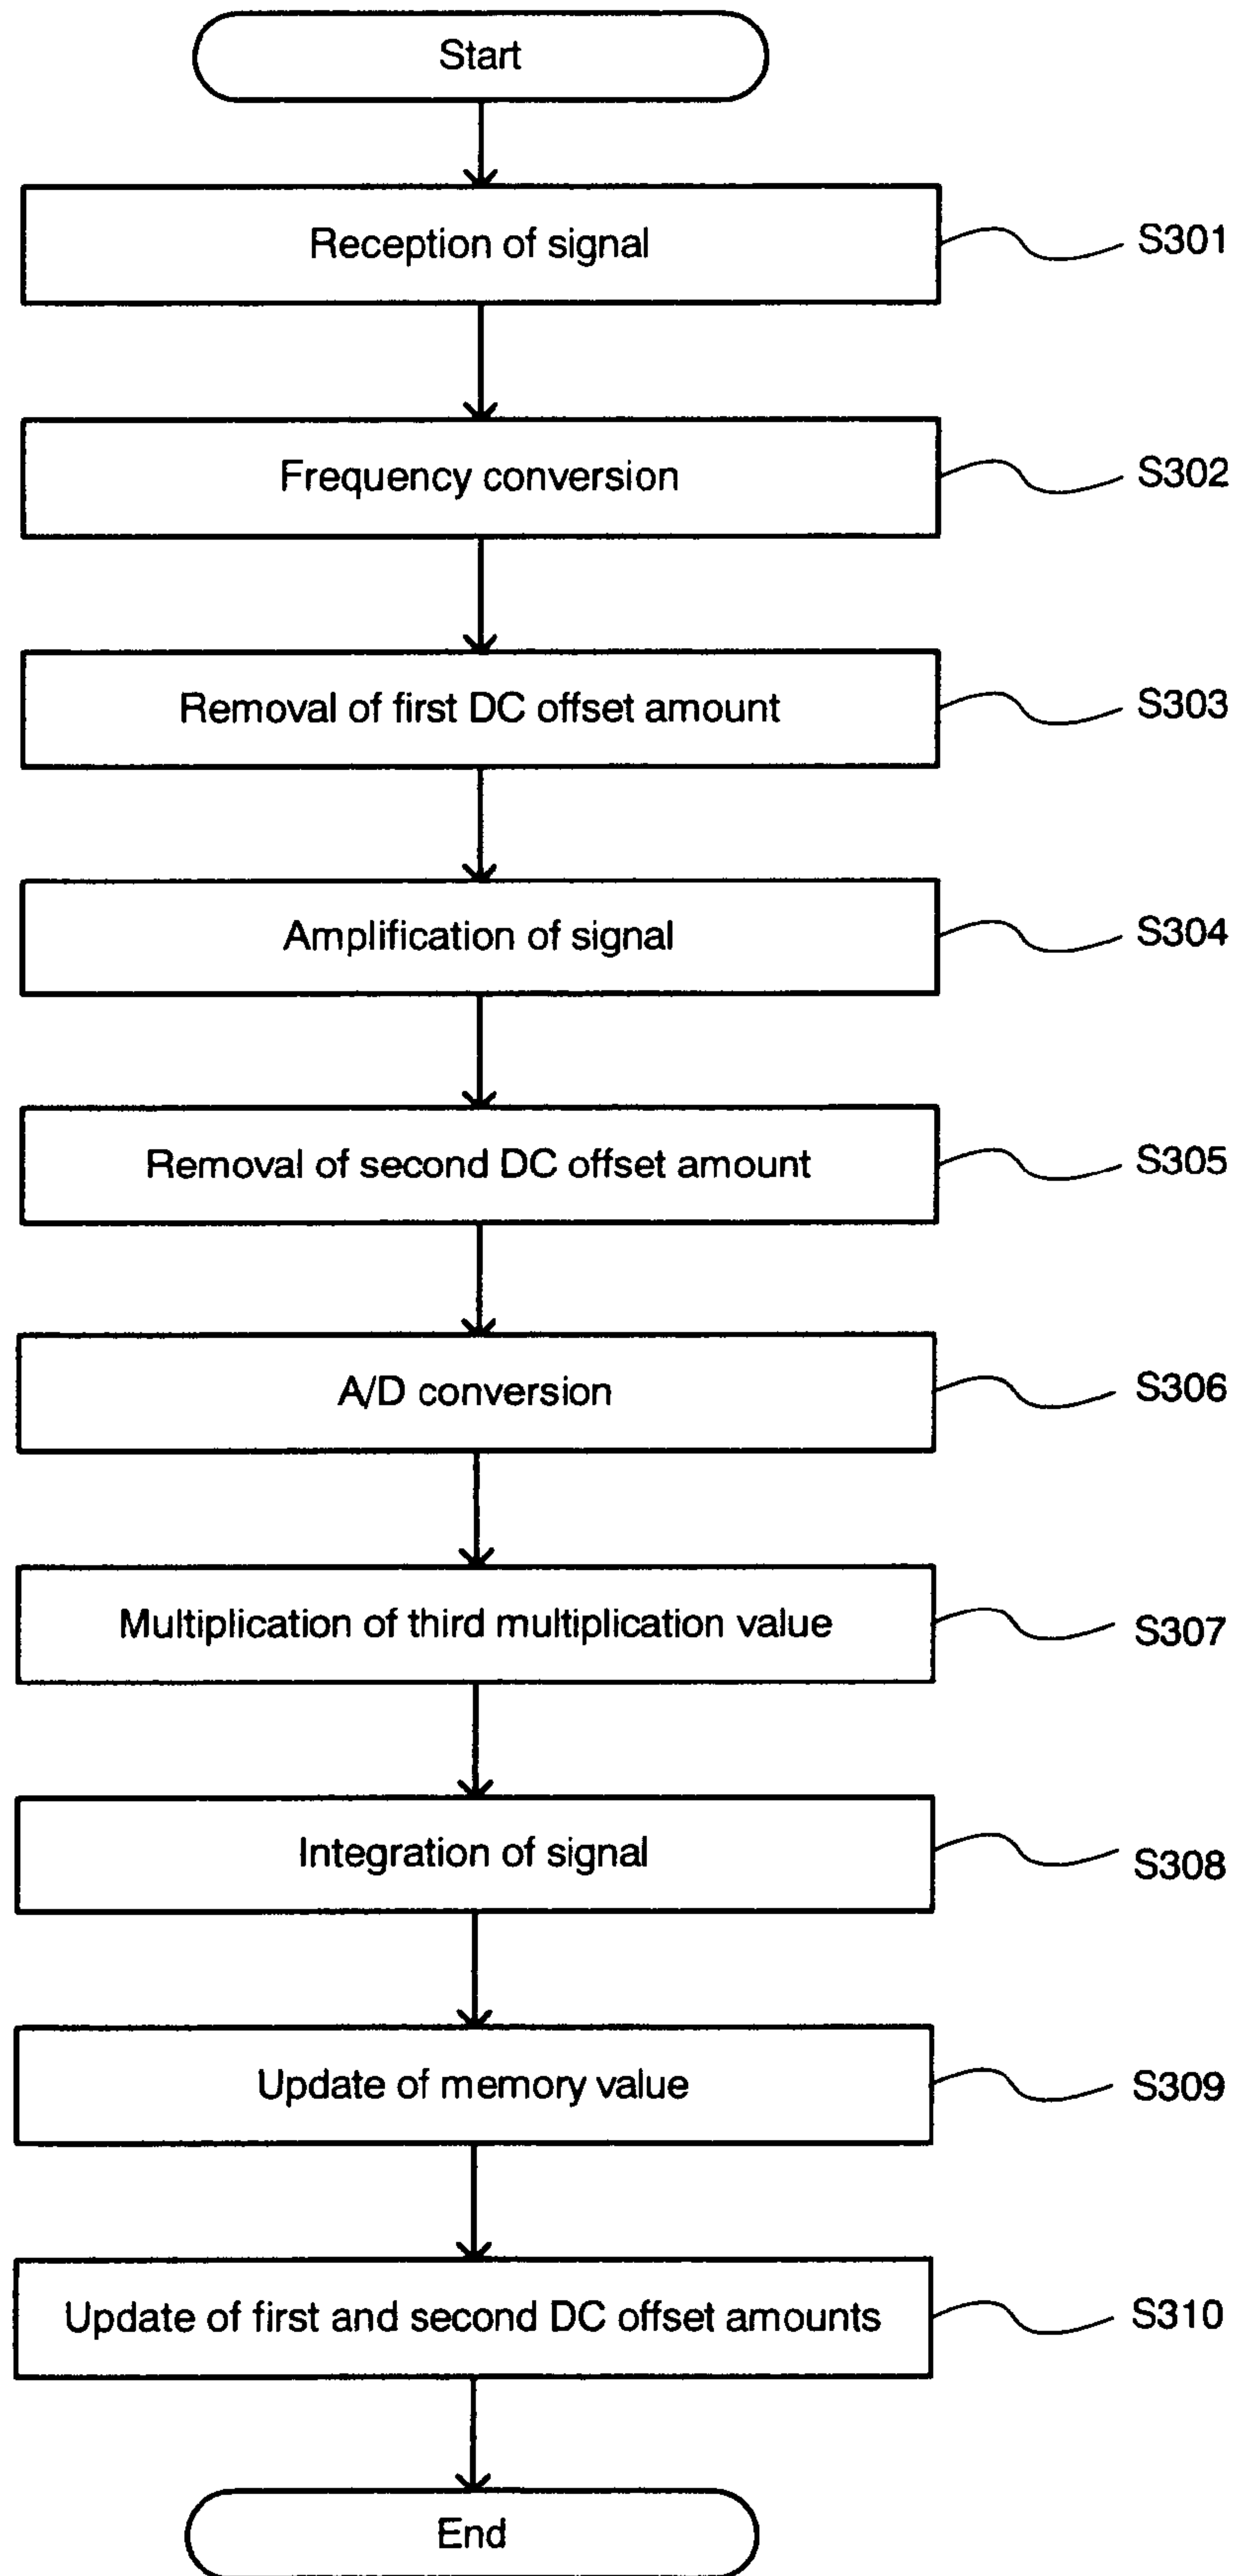 Start
Reception of signal S301
Frequency conversion S302
Removal of first DC offset amount S303
Amplification of signal S304
Removal of second DC offset amount S305
A/D conversion S306
Multiplication of third multiplication value S307
Integration of signal S308
Update of memory value S309
Update of first and second DC offset amounts S310
End